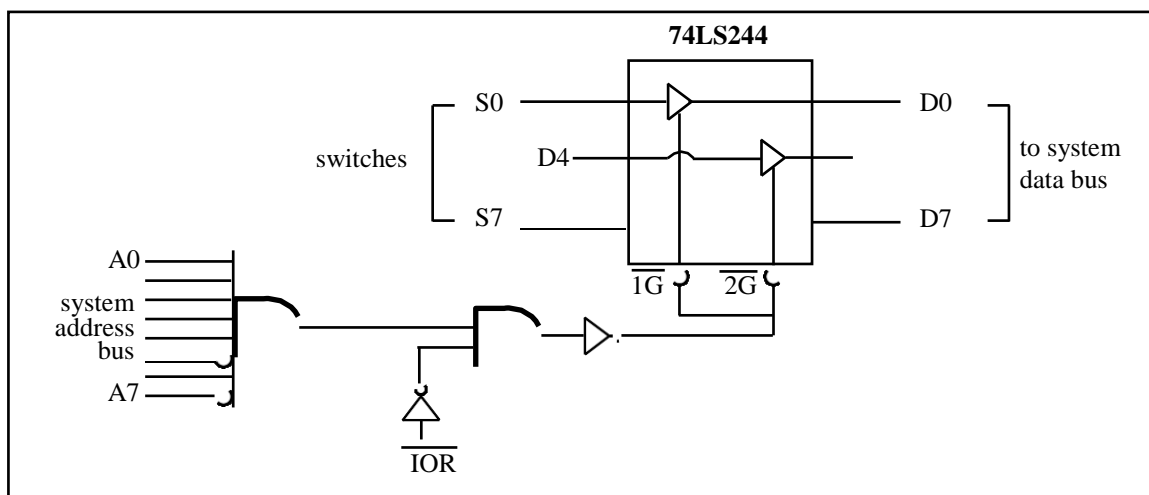 74LS244
S0
D0
switches
D4
to system
data bus
S7
D7
A0
1G
2G
system
address
bus
A7
IOR